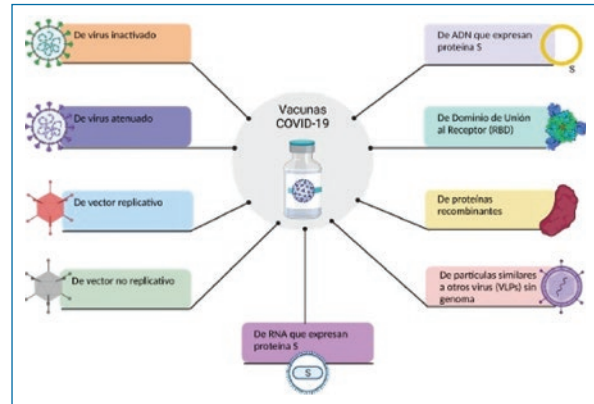 De virus inactivado
De virus atenuado
De vector replicativo
De vector no replicativo
Vacunas
COVID-19
De RNA que expresan
proteína S
S
De ADN que expresan
proteína S
S
De Dominio de Unión
al Receptor (RBD)
De proteínas
recombinantes
De partículas similares
a otros virus (VLPs) sin
genoma